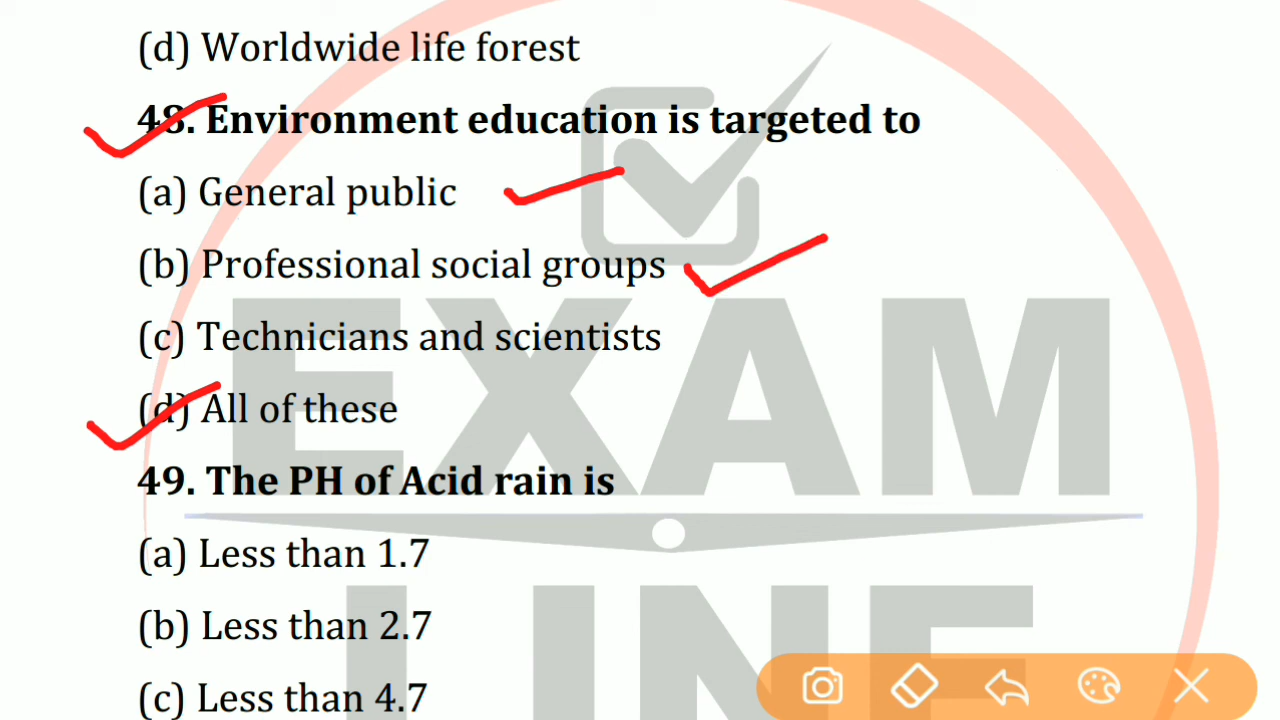 (d) Worldwide life forest
48. Environment education is targeted to
(a) General public
(b) Professional social groups
(c) Technicians and scientists
(d) All of these
49. The PH of Acid rain is
(a) Less than 1.7
(b) Less than 2.7
(c) Less than 4.7
EXAM
LINE